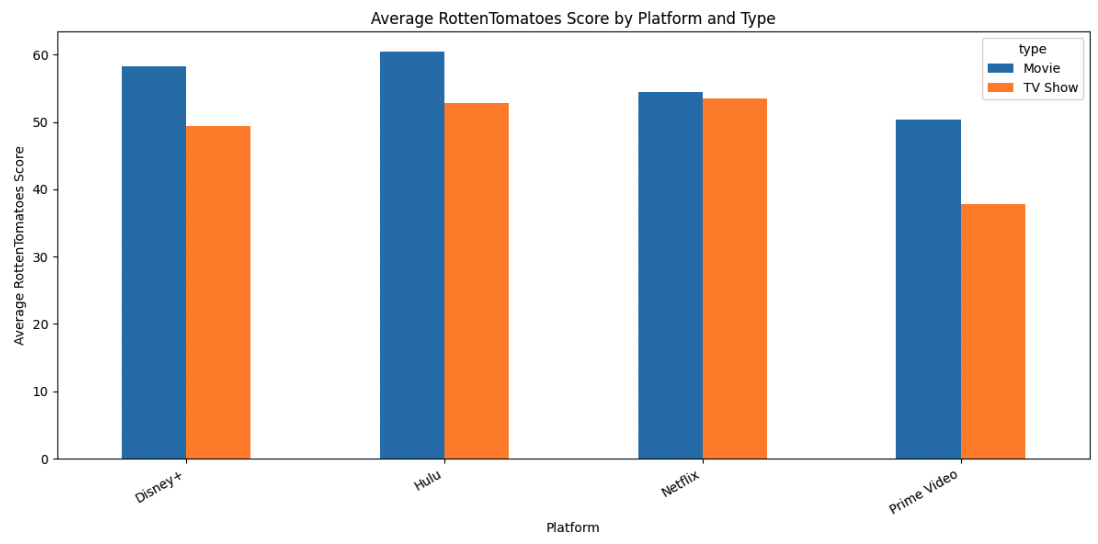 Average RottenTomatoes Score by Platform and Type
type
Movie
TV Show
Average RottenTomatoes Score
60
50
40
30
20
10
0
Disney+
Hulu
Netflix
Prime Video
Platform